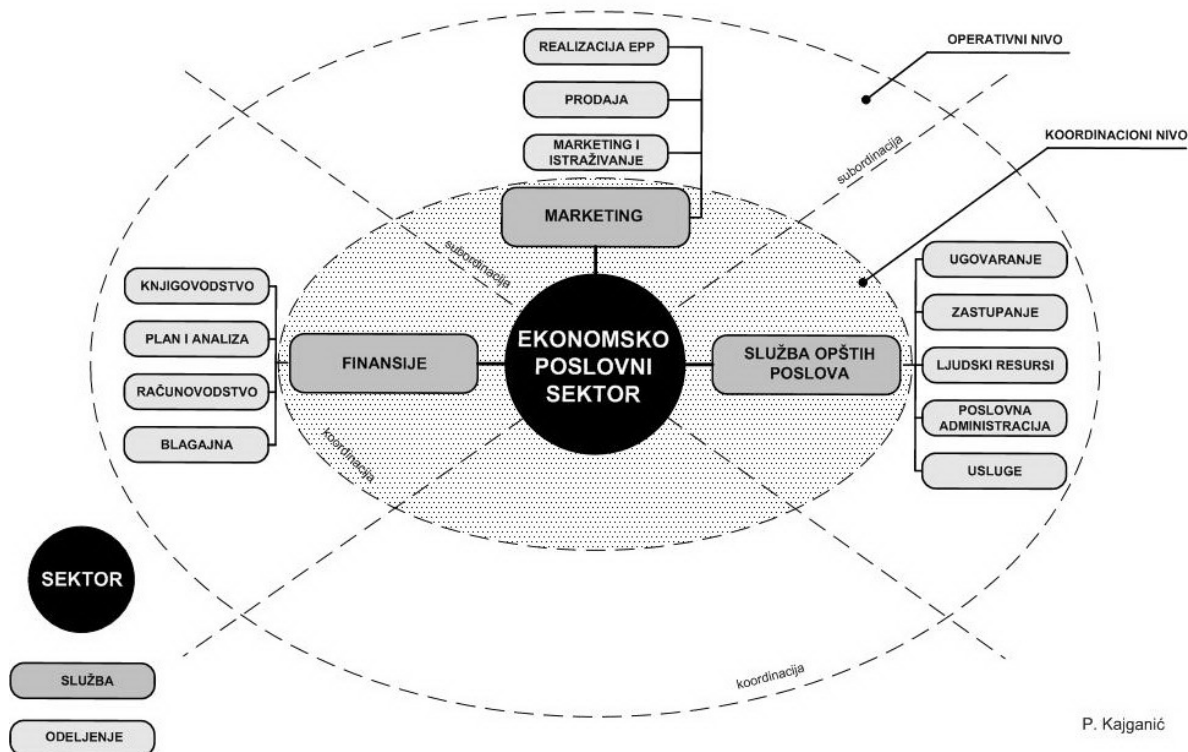 REALIZACIJA EPP
PRODAJA
MARKETING I
ISTRAŽIVANJE
MARKETING
OPERATIVNI NIVO
KOORDINACIONI NIVO
subordinacija
subordinacija
KNJIGOVODSTVO
PLAN I ANALIZA
RAČUNOVODSTVO
BLAGAJNA
FINANSIJE
EKONOMSKO
POSLOVNI
SEKTOR
SLUŽBA OPŠTIH
POSLOVA
UGOVARANJE
ZASTUPANJE
LJUDSKI RESURSI
POSLOVNA
ADMINISTRACIJA
USLUGE
koordinacija
koordinacija
SEKTOR
SLUŽBA
ODELJENJE
P. Kajganić